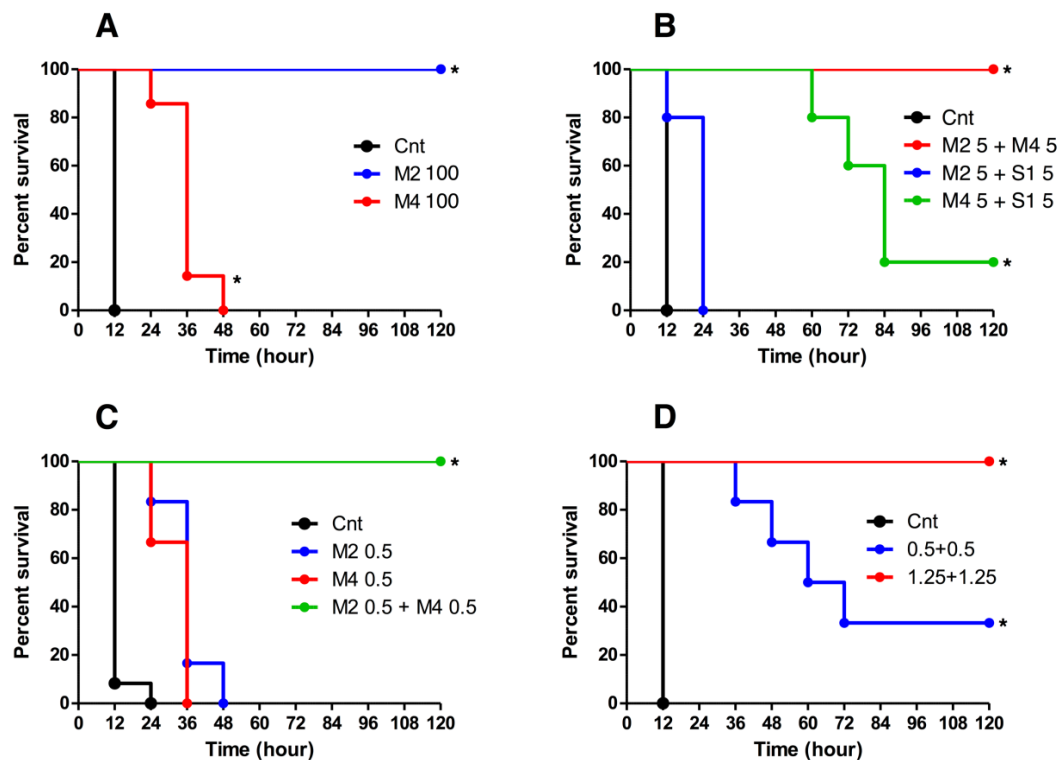 A
Percent survival
100
80
60
40
20
0
*
Cnt
M2 100
M4 100
*
0 12 24 36 48 60 72 84 96 108 120
Time (hour)
B
Percent survival
100
80
60
40
20
0
*
Cnt
M2 5 + M4 5
M2 5 + S1 5
M4 5 + S1 5
*
0 12 24 36 48 60 72 84 96 108 120
Time (hour)
C
Percent survival
100
80
60
40
20
0
*
Cnt
M2 0.5
M4 0.5
M2 0.5 + M4 0.5
0 12 24 36 48 60 72 84 96 108 120
Time (hour)
D
Percent survival
100
80
60
40
20
0
*
Cnt
0.5+0.5
1.25+1.25
*
0 12 24 36 48 60 72 84 96 108 120
Time (hour)